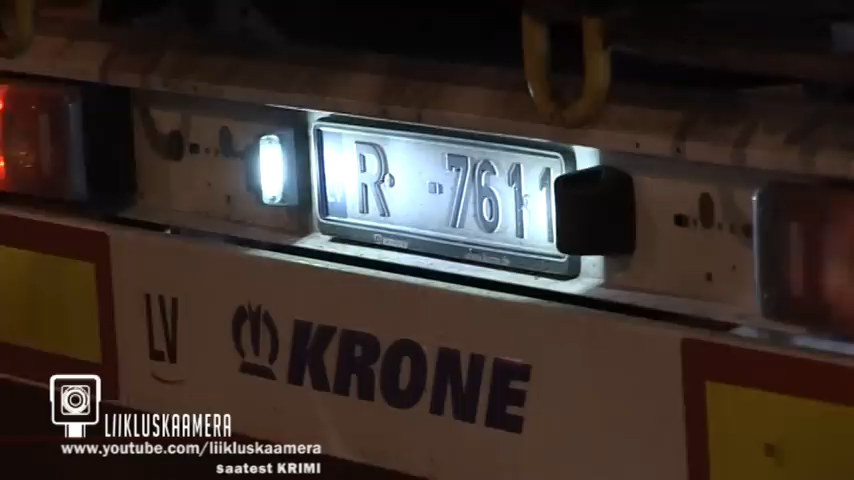 R - 7611
LV
KRONE
LIIKLUSKAAMERA
www.youtube.com/liikluskaamera
saatest KRIMI